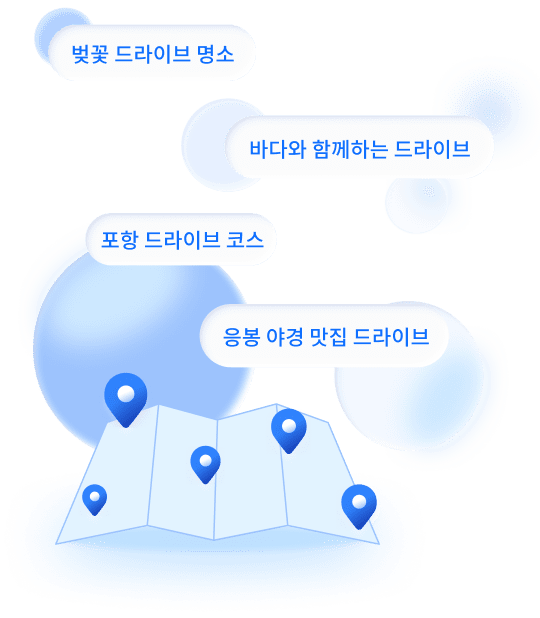 벚꽃 드라이브 명소
바다와 함께하는 드라이브
포항 드라이브 코스
응봉 야경 맛집 드라이브